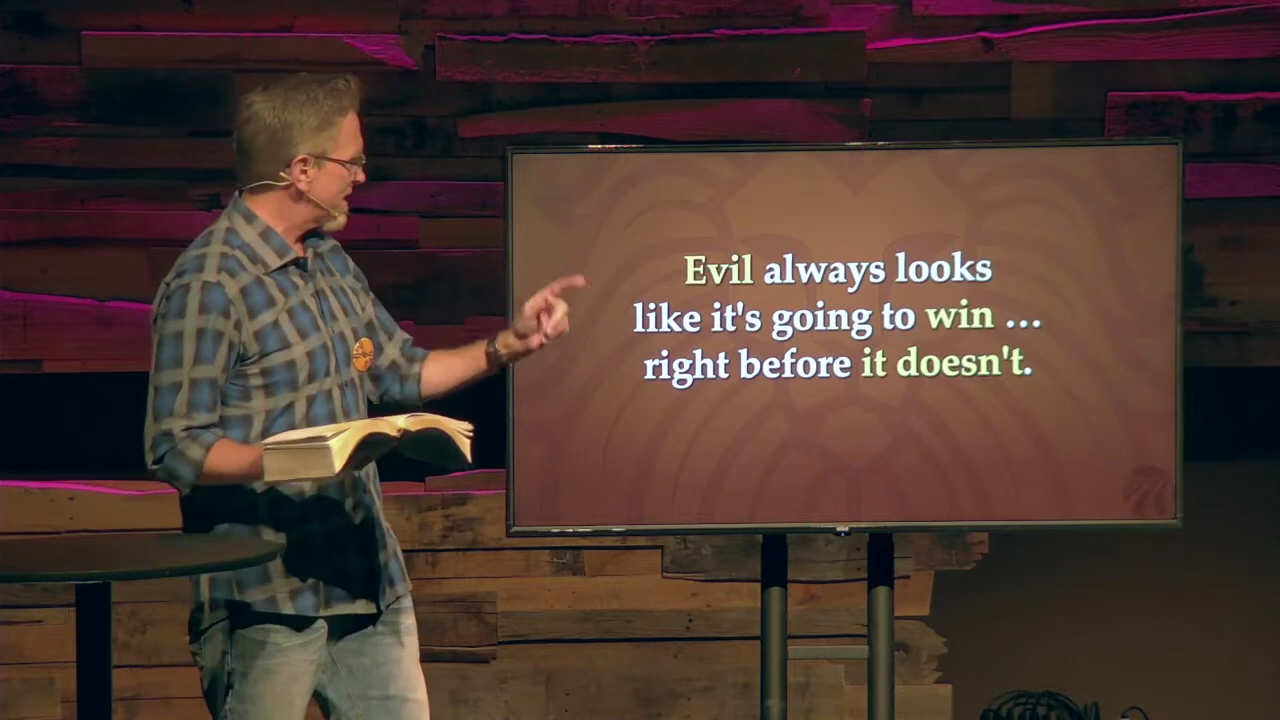 Evil always looks
like it's going to win ...
right before it doesn't.